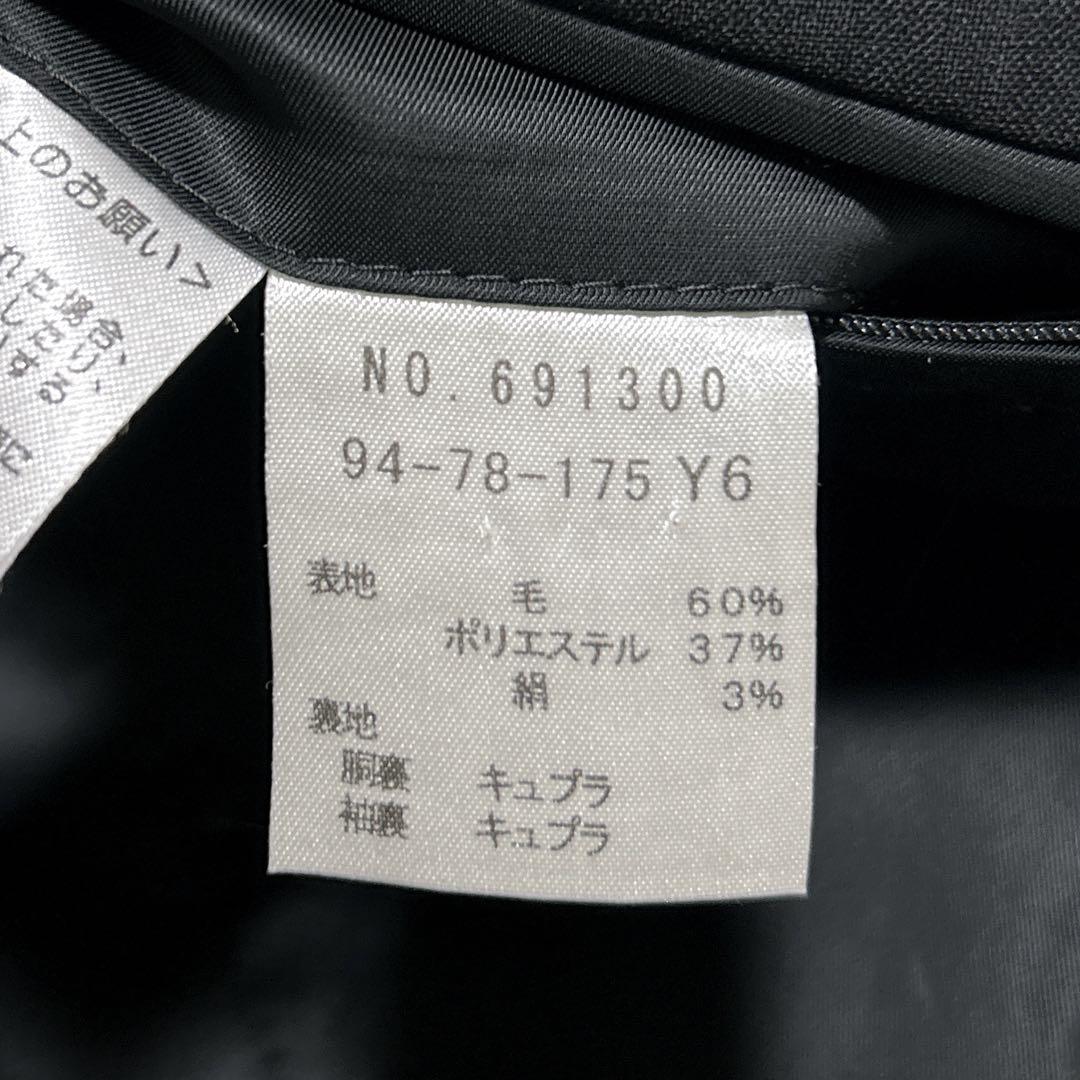 上のお願い>
れた場合、
したり、
する
NO.691300
94-78-175 Y6
表地
毛 60%
ポリエステル 37%
絹 3%
裏地
胴裏 キュプラ
袖裏 キュプラ